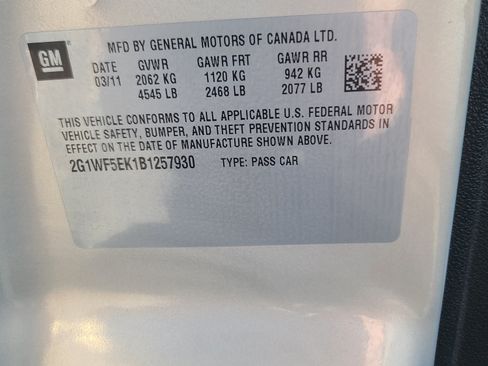 GM
MFD BY GENERAL MOTORS OF CANADA LTD.
DATE GVWR GAWR FRT GAWR RR
03/11 2062 KG 1120 KG 942 KG
4545 LB 2468 LB 2077 LB
THIS VEHICLE CONFORMS TO ALL APPLICABLE U.S. FEDERAL MOTOR
VEHICLE SAFETY, BUMPER, AND THEFT PREVENTION STANDARDS IN
EFFECT ON THE DATE OF MANUFACTURE SHOWN ABOVE.
2G1WF5EK1B1257930 TYPE: PASS CAR